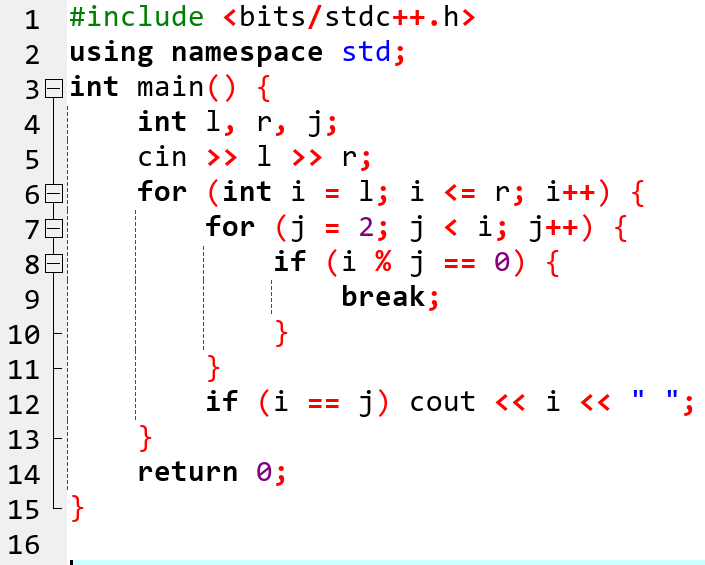 1 #include <bits/stdc++.h>
2 using namespace std;
3 int main() {
4     int l, r, j;
5     cin >> l >> r;
6     for (int i = l; i <= r; i++) {
7         for (j = 2; j < i; j++) {
8             if (i % j == 0) {
9                 break;
10             }
11         }
12         if (i == j) cout << i << " ";
13     }
14     return 0;
15 }
16